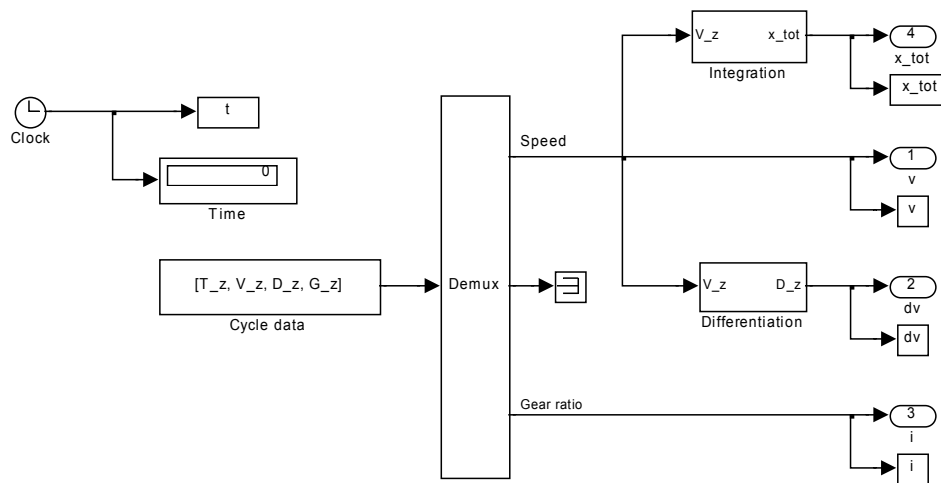 V_z x_tot
Integration
4
x_tot
x_tot
Clock
t
0
Time
Speed
1
v
v
[T_z, V_z, D_z, G_z]
Cycle data
Demux
V_z D_z
Differentiation
2
dv
dv
Gear ratio
3
i
i